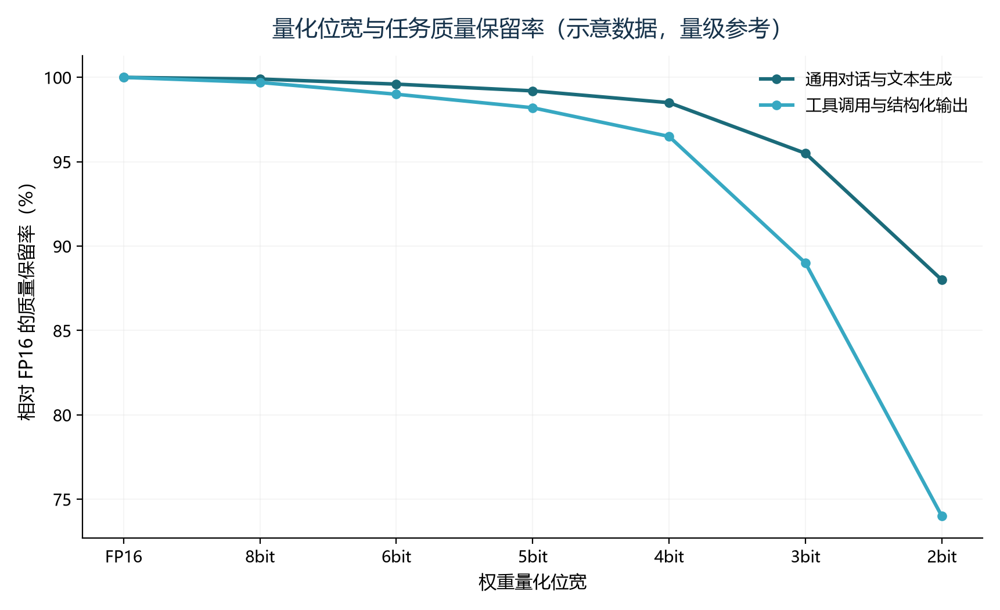 量化位宽与任务质量保留率（示意数据，量级参考）
通用对话与文本生成
工具调用与结构化输出
相对 FP16 的质量保留率（%）
100
95
90
85
80
75
FP16 8bit 6bit 5bit 4bit 3bit 2bit
权重量化位宽